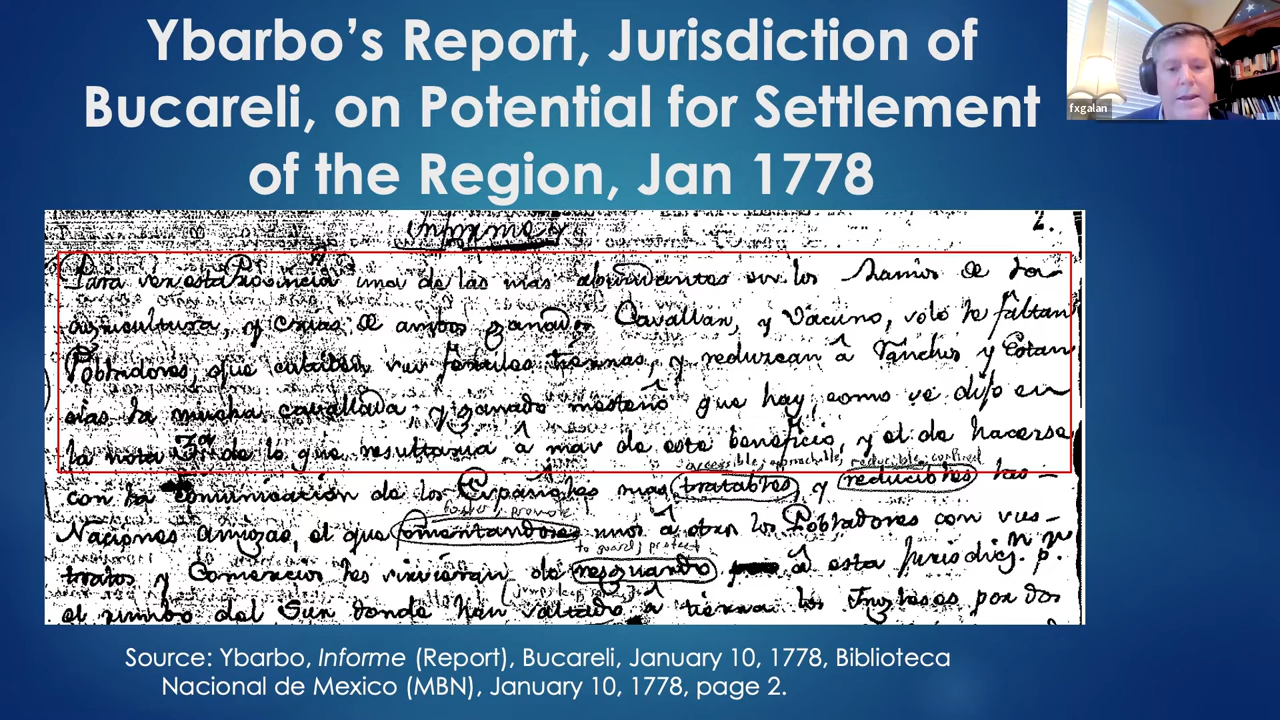 Ybarbo's Report, Jurisdiction of
Bucareli, on Potential for Settlement
of the Region, Jan 1778
fxgalan
Informe
2.
Para ser esta Provincia una de las mas abundantes en los Ramos de
agricultura, y crias de ambos ganados Cavallar, y Vacuno, solo le faltan
Pobladores, que sus fertiles tierras, y reduzcan â Ranchos y Estan
cias la mucha cavallada, y ganado mesteño que hay, como se dijo en
la nota 3ª de lo que resultaria â mas de este beneficio, y el de hacerse
accessible, approachable, reducible, confined
con la comunicación de los Españoles mas tratables y reducibles las
foster, promote
Naciones amigas, el que fomentandose unos â otros los Pobladores con sus
to guard, protect
tratos y Comercios les sirvieran de resguardo â esta Jurisdicⁿ. pʳ.
el rumbo del Sur donde han saltado â tierra los Yngleses por dos
Source: Ybarbo, Informe (Report), Bucareli, January 10, 1778, Biblioteca
Nacional de Mexico (MBN), January 10, 1778, page 2.